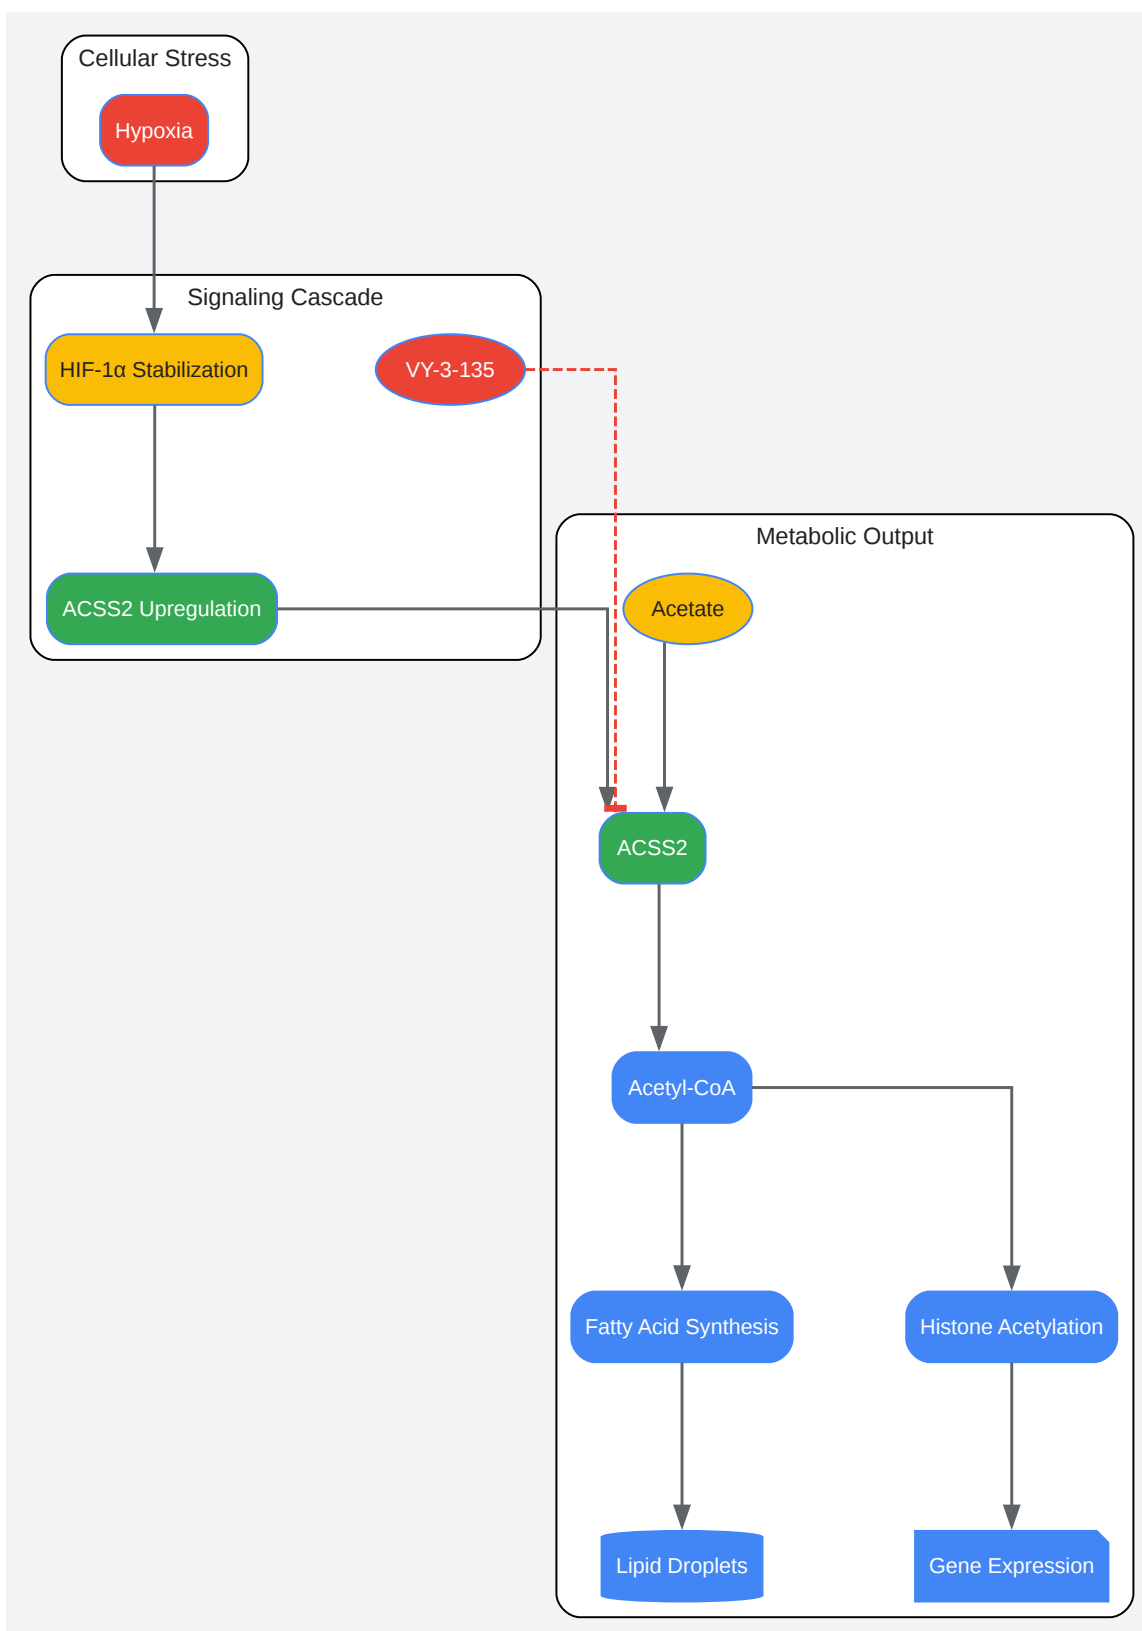 Cellular Stress
Hypoxia
Signaling Cascade
HIF-1α Stabilization
VY-3-135
ACSS2 Upregulation
Metabolic Output
Acetate
ACSS2
Acetyl-CoA
Fatty Acid Synthesis
Histone Acetylation
Lipid Droplets
Gene Expression